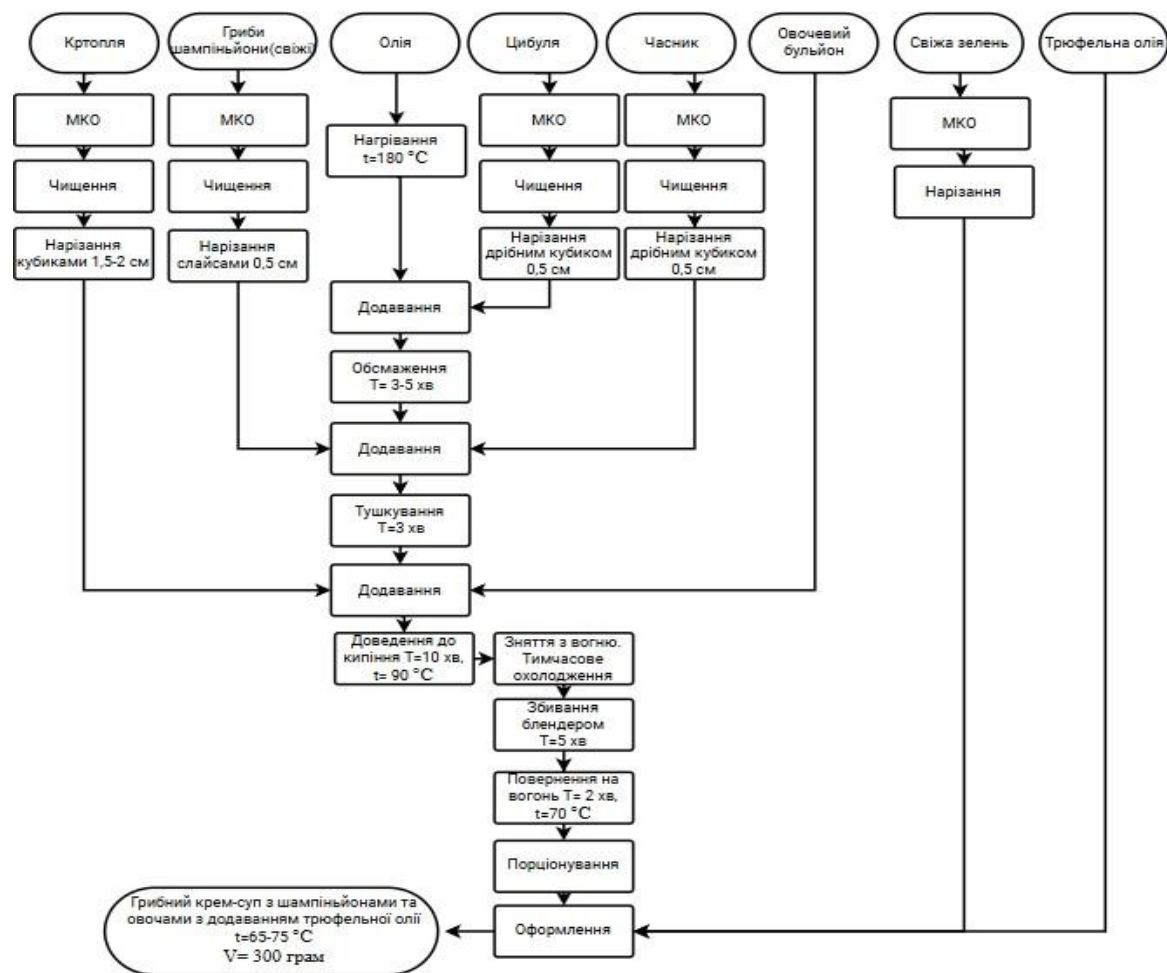 Кртопля
Гриби
шампіньйони(свіжі)
Олія
Цибуля
Часник
Овочевий
бульйон
Свіжа зелень
Трюфельна олія
МКО
МКО
Нагрівання
t=180 °C
МКО
МКО
МКО
Чищення
Чищення
Чищення
Чищення
Нарізання
Нарізання
кубиками 1,5-2 см
Нарізання
слайсами 0,5 см
Нарізання
дрібним кубиком
0,5 см
Нарізання
дрібним кубиком
0,5 см
Додавання
Обсмаження
Т= 3-5 хв
Додавання
Тушкування
Т=3 хв
Додавання
Доведення до
кипіння Т=10 хв,
t= 90 °C
Зняття з вогню.
Тимчасове
охолодження
Збивання
блендером
Т=5 хв
Повернення на
вогонь Т= 2 хв,
t=70 °C
Порціонування
Оформлення
Грибний крем-суп з шампіньйонами та
овочами з додаванням трюфельної олії
t=65-75 °C
V= 300 грам